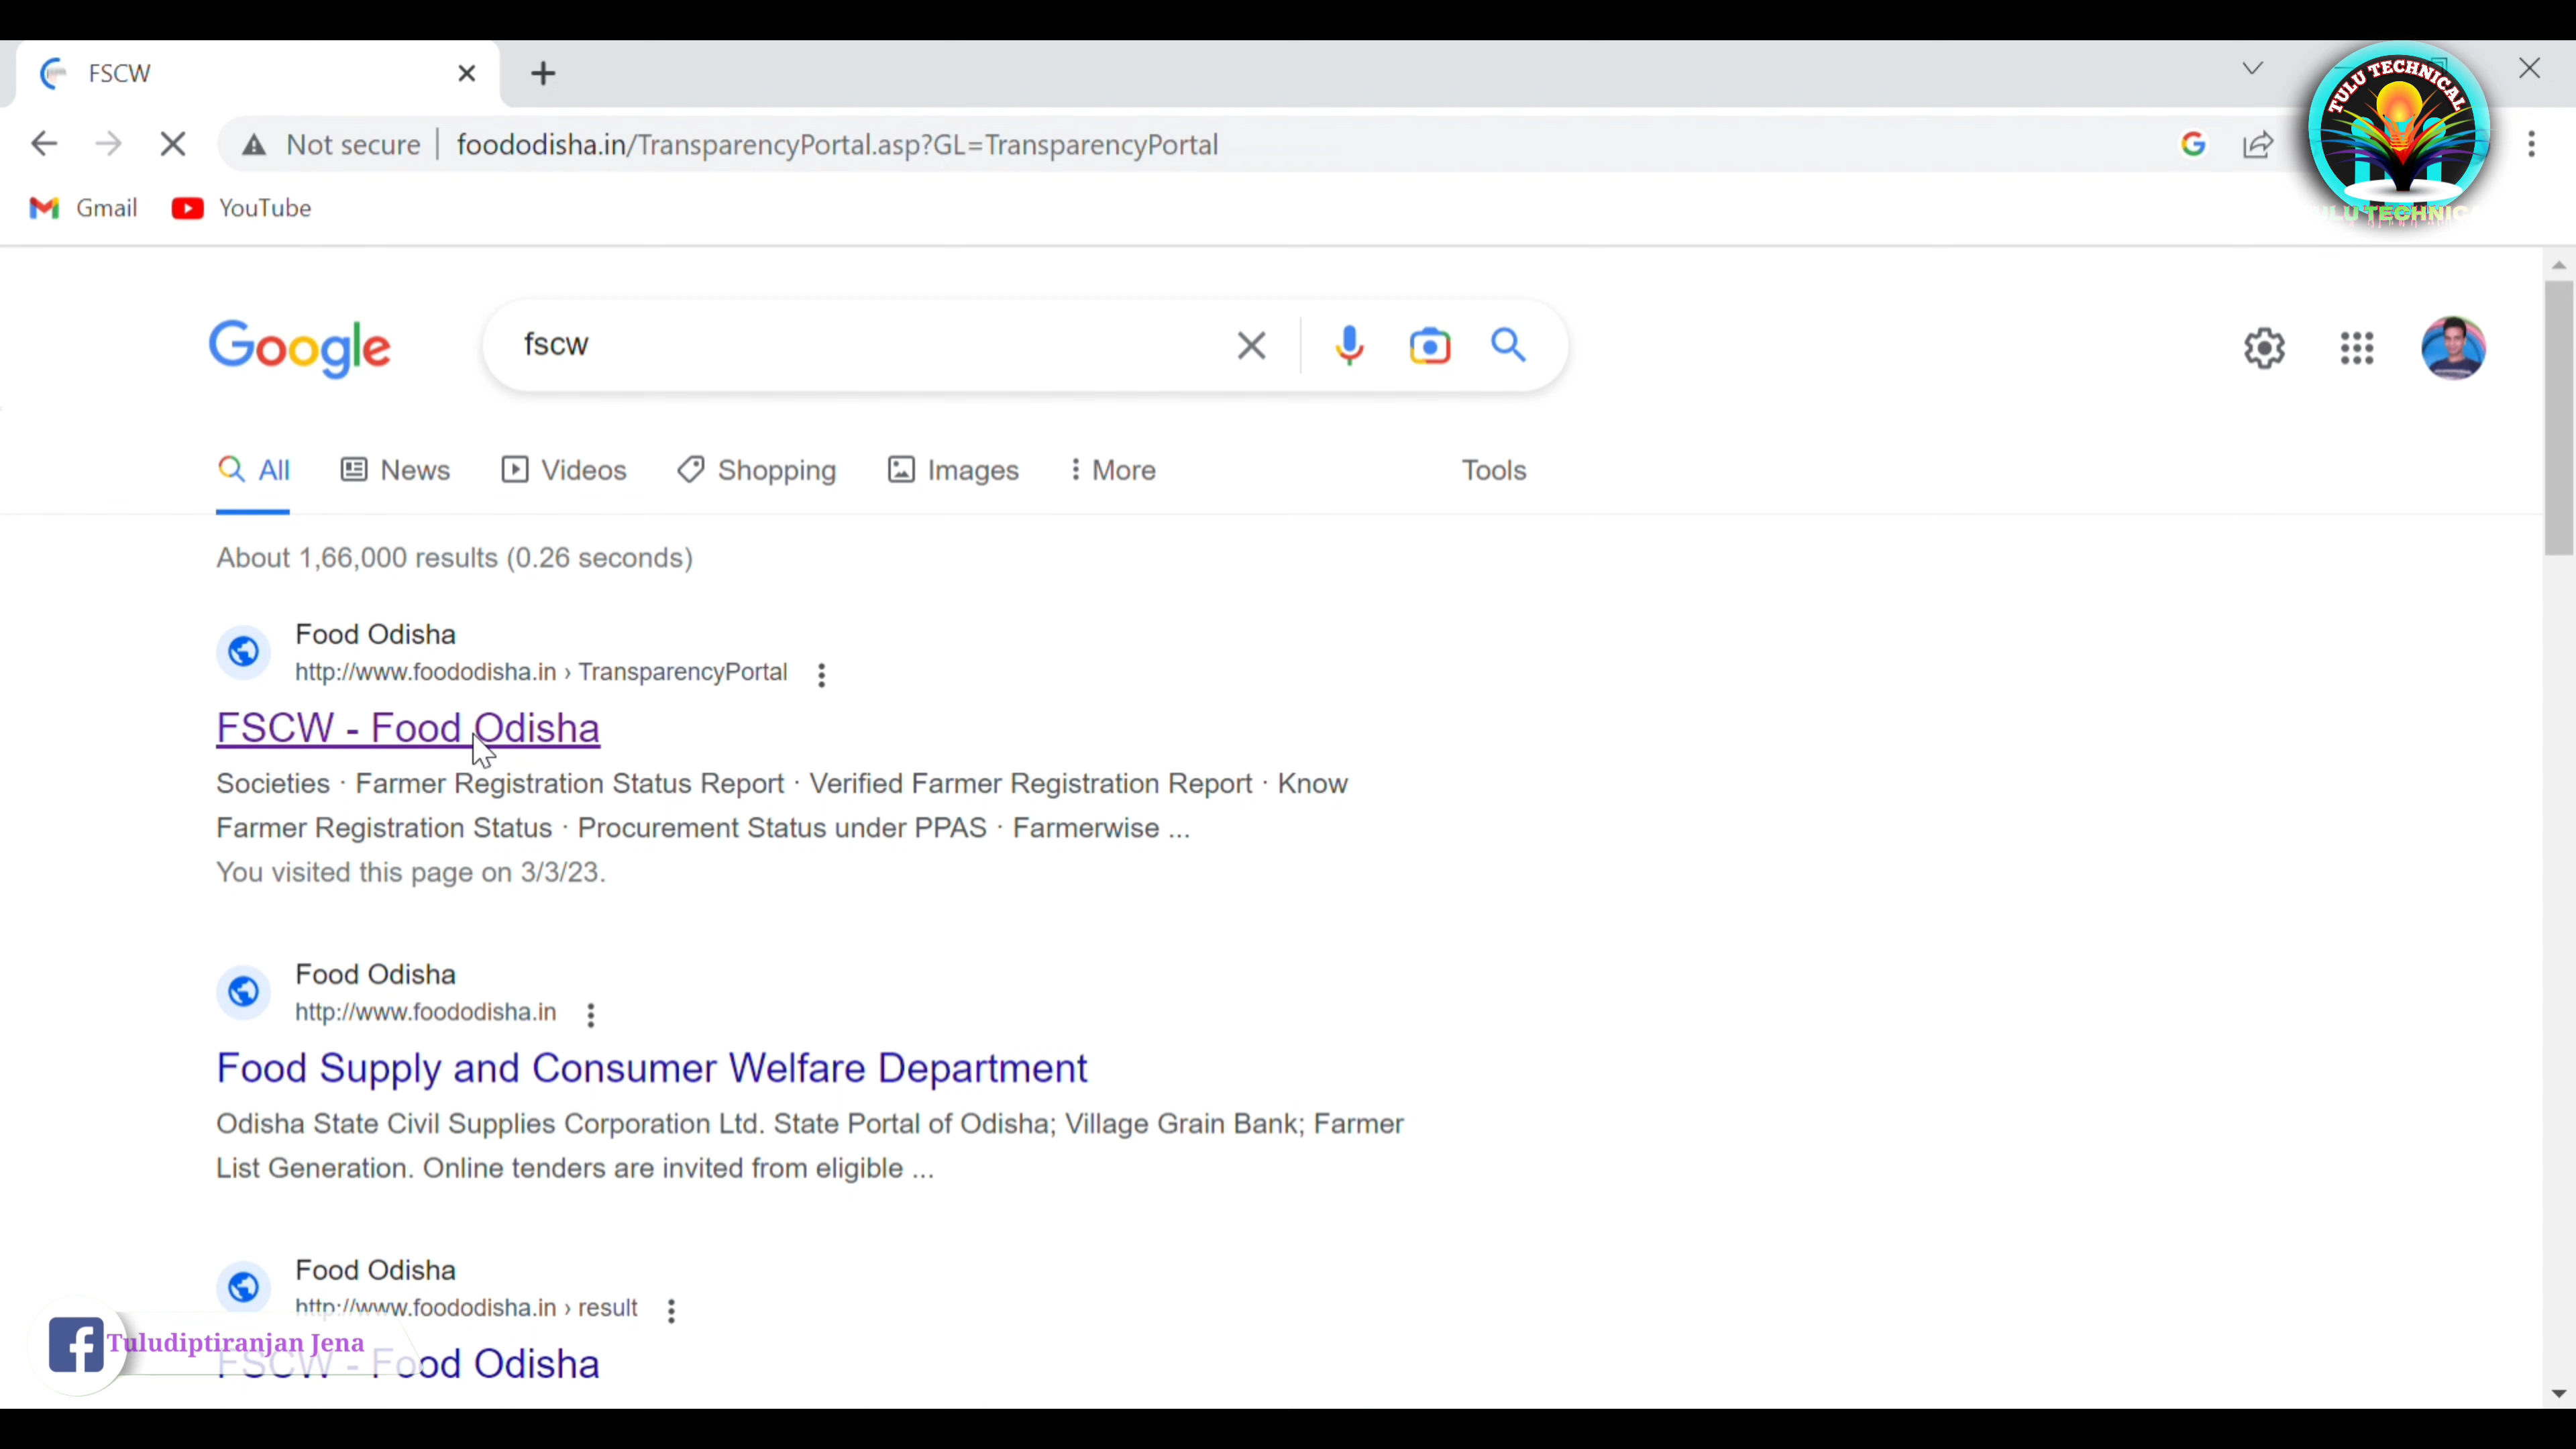 FSCW
TULU TECHNICAL
Not secure
foododisha.in/TransparencyPortal.asp?GL=TransparencyPortal
Gmail
YouTube
Google
fscw
All
News
Videos
Shopping
Images
More
Tools
About 1,66,000 results (0.26 seconds)
Food Odisha
http://www.foododisha.in › TransparencyPortal
FSCW - Food Odisha
Societies · Farmer Registration Status Report · Verified Farmer Registration Report · Know
Farmer Registration Status · Procurement Status under PPAS · Farmerwise ...
You visited this page on 3/3/23.
Food Odisha
http://www.foododisha.in
Food Supply and Consumer Welfare Department
Odisha State Civil Supplies Corporation Ltd. State Portal of Odisha; Village Grain Bank; Farmer
List Generation. Online tenders are invited from eligible ...
Food Odisha
http://www.foododisha.in › result
Tuludiptiranjan Jena
FSCW - Food Odisha